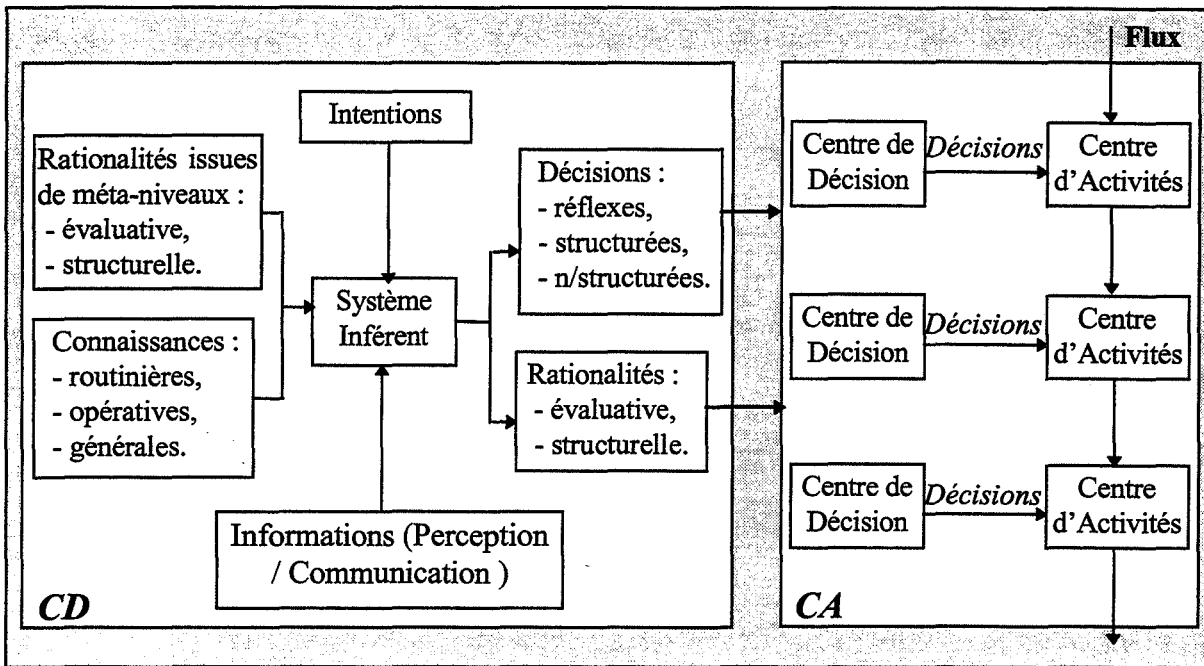 Flux
Intentions
Rationalités issues
de méta-niveaux :
- évaluative,
- structurelle.
Connaissances :
- routinières,
- opératives,
- générales.
Système
Inférent
Décisions :
- réflexes,
- structurées,
- n/structurées.
Rationalités :
- évaluative,
- structurelle.
Informations (Perception
/ Communication )
CD
Centre de
Décision
Décisions
Centre
d'Activités
Centre de
Décision
Décisions
Centre
d'Activités
Centre de
Décision
Décisions
Centre
d'Activités
CA